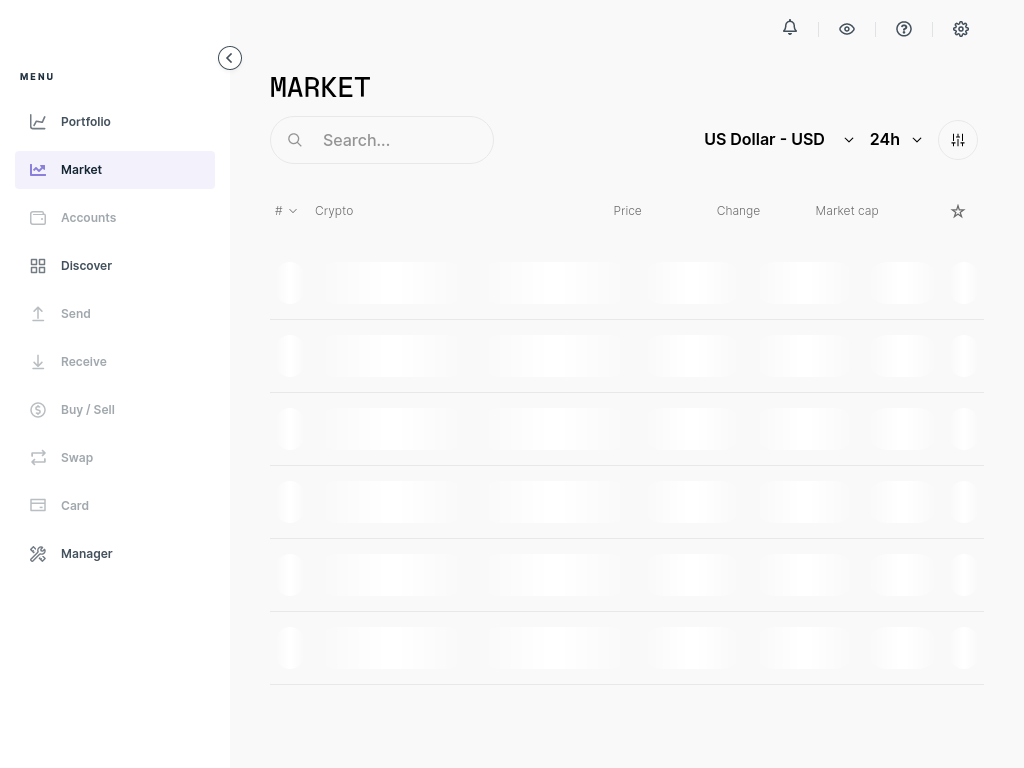 MENU
Portfolio
Market
Accounts
Discover
Send
Receive
Buy / Sell
Swap
Card
Manager
MARKET
Search...
US Dollar - USD
24h
# Crypto Price Change Market cap